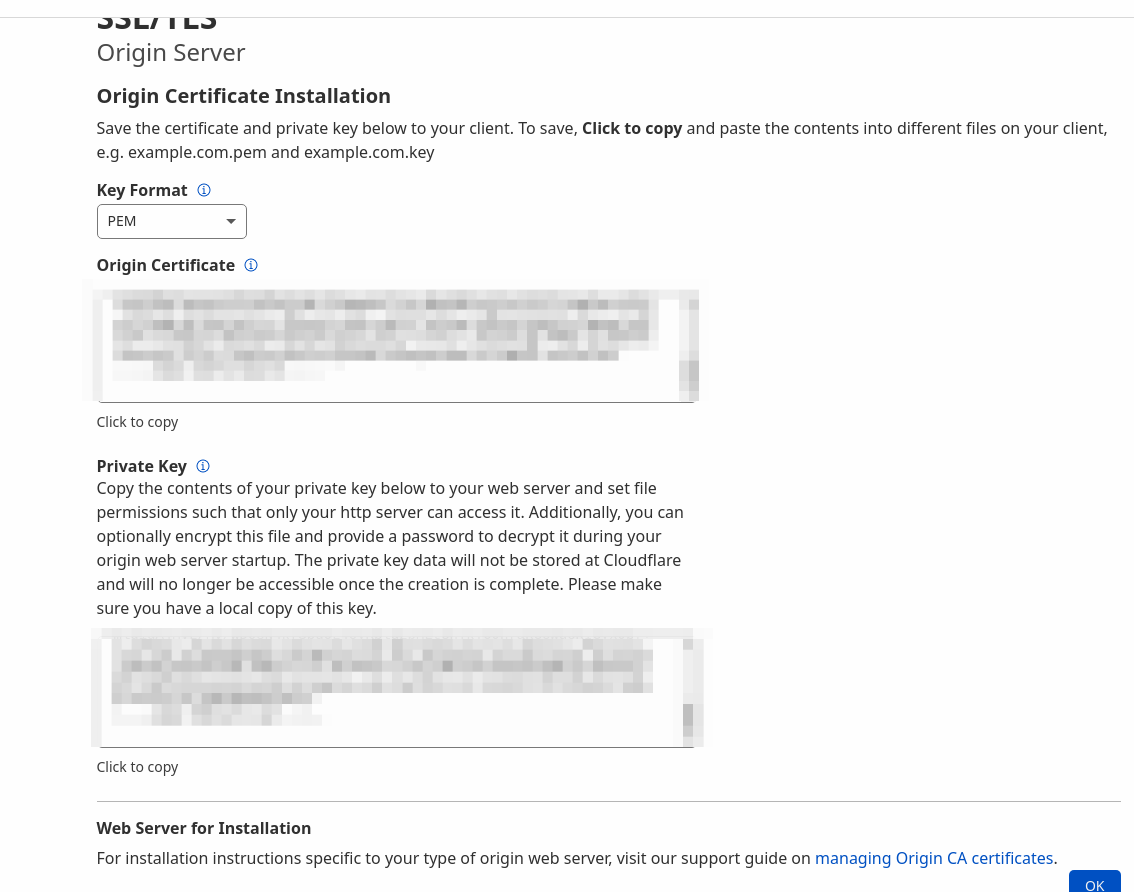 SSL/TLS
Origin Server
Origin Certificate Installation
Save the certificate and private key below to your client. To save, Click to copy and paste the contents into different files on your client,
e.g. example.com.pem and example.com.key
Key Format
PEM
Origin Certificate
Click to copy
Private Key
Copy the contents of your private key below to your web server and set file
permissions such that only your http server can access it. Additionally, you can
optionally encrypt this file and provide a password to decrypt it during your
origin web server startup. The private key data will not be stored at Cloudflare
and will no longer be accessible once the creation is complete. Please make
sure you have a local copy of this key.
Click to copy
Web Server for Installation
For installation instructions specific to your type of origin web server, visit our support guide on managing Origin CA certificates.
OK